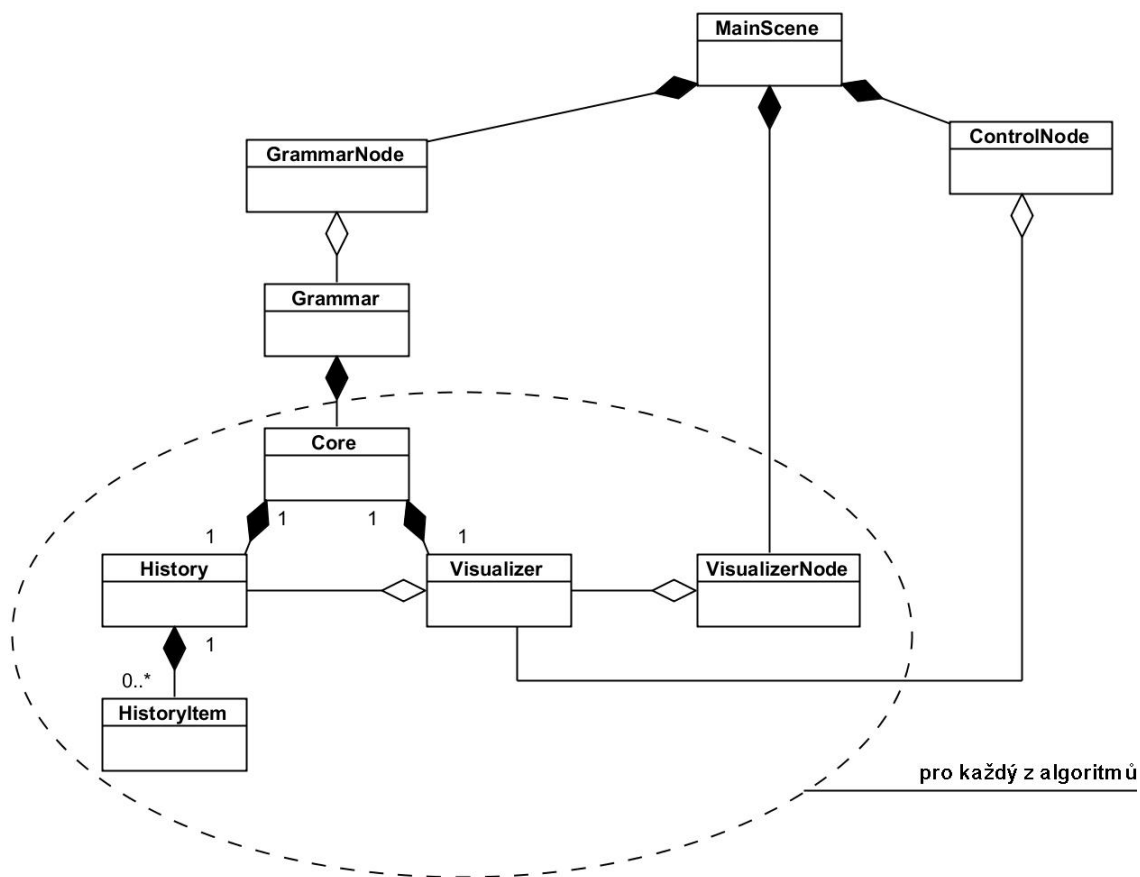 MainScene
GrammarNode
ControlNode
Grammar
Core
1
1
1
1
History
Visualizer
VisualizerNode
1
0..*
HistoryItem
pro každý z algoritmů